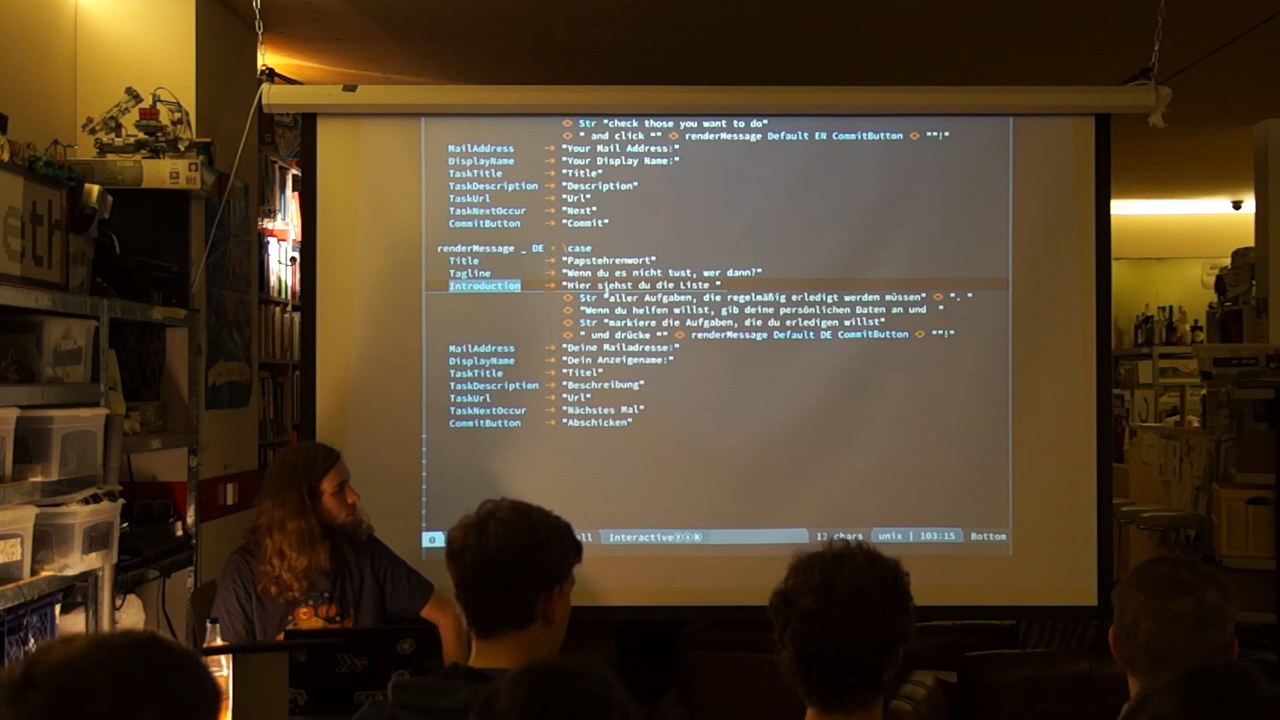 ◇ Str "check those you want to do"
◇ " and click “" ◇ renderMessage Default EN CommitButton ◇ "”!"
MailAddress → "Your Mail Address:"
DisplayName → "Your Display Name:"
TaskTitle → "Title"
TaskDescription → "Description"
TaskUrl → "Url"
TaskNextOccur → "Next"
CommitButton → "Commit"
renderMessage _ DE = \case
Title → "Papstehrenwort"
Tagline → "Wenn du es nicht tust, wer dann?"
Introduction → "Hier siehst du die Liste "
◇ Str "aller Aufgaben, die regelmäßig erledigt werden müssen" ◇ ". "
◇ "Wenn du helfen willst, gib deine persönlichen Daten an und "
◇ Str "markiere die Aufgaben, die du erledigen willst"
◇ " und drücke “" ◇ renderMessage Default DE CommitButton ◇ "”!"
MailAddress → "Deine Mailadresse:"
DisplayName → "Dein Anzeigename:"
TaskTitle → "Titel"
TaskDescription → "Beschreibung"
TaskUrl → "Url"
TaskNextOccur → "Nächstes Mal"
CommitButton → "Abschicken"
Interactive 12 chars unix | 103:15 Bottom
eth